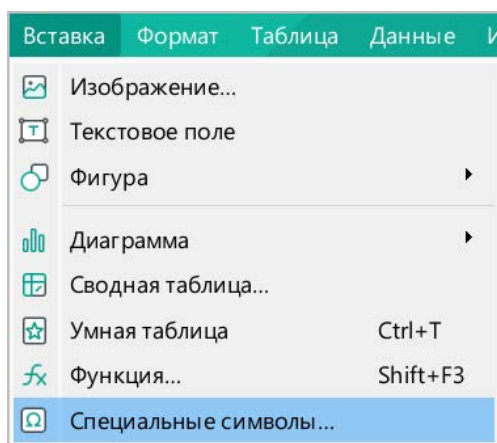 Вставка Формат Таблица Данные
Изображение...
Текстовое поле
Фигура
Диаграмма
Сводная таблица...
Умная таблица Ctrl+T
Функция... Shift+F3
Специальные символы...